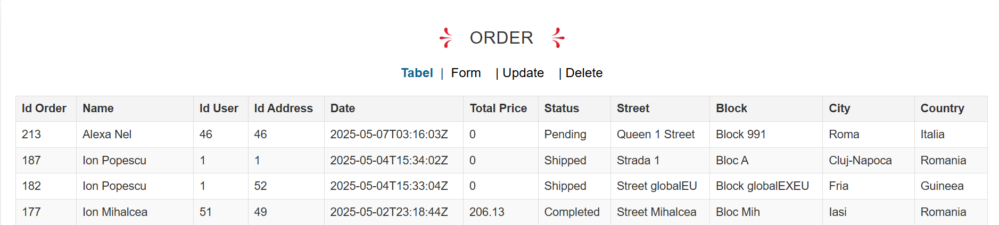 ORDER
Tabel | Form | Update | Delete
Id Order Name Id User Id Address Date Total Price Status Street Block City Country
213 Alexa Nel 46 46 2025-05-07T03:16:03Z 0 Pending Queen 1 Street Block 991 Roma Italia
187 Ion Popescu 1 1 2025-05-04T15:34:02Z 0 Shipped Strada 1 Bloc A Cluj-Napoca Romania
182 Ion Popescu 1 52 2025-05-04T15:33:04Z 0 Shipped Street globalEU Block globalEXEU Fria Guineea
177 Ion Mihalcea 51 49 2025-05-02T23:18:44Z 206.13 Completed Street Mihalcea Bloc Mih Iasi Romania